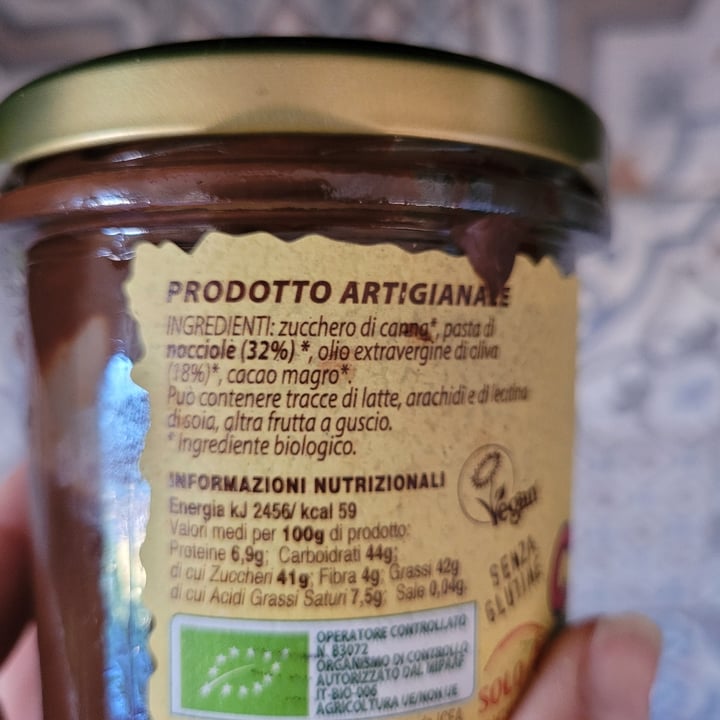 PRODOTTO ARTIGIANALE
INGREDIENTI: zucchero di canna*, pasta di
nocciole (32%) *, olio extravergine di oliva
(18%)*, cacao magro*.
Può contenere tracce di latte, arachidi e di lecitina
di soia, altra frutta a guscio.
* Ingrediente biologico.
INFORMAZIONI NUTRIZIONALI
Energia kJ 2456/ kcal 59
Valori medi per 100g di prodotto:
Proteine 6,9g; Carboidrati 44g;
di cui Zuccheri 41g; Fibra 4g; Grassi 42g
di cui Acidi Grassi Saturi 7,5g; Sale 0,04g.
Vegan
SENZA
GLUTINE
OPERATORE CONTROLLATO
N. B3072
ORGANISMO DI CONTROLLO
AUTORIZZATO DAL MIPAAF
IT-BIO-006
AGRICOLTURA UE/NON UE
SOLO